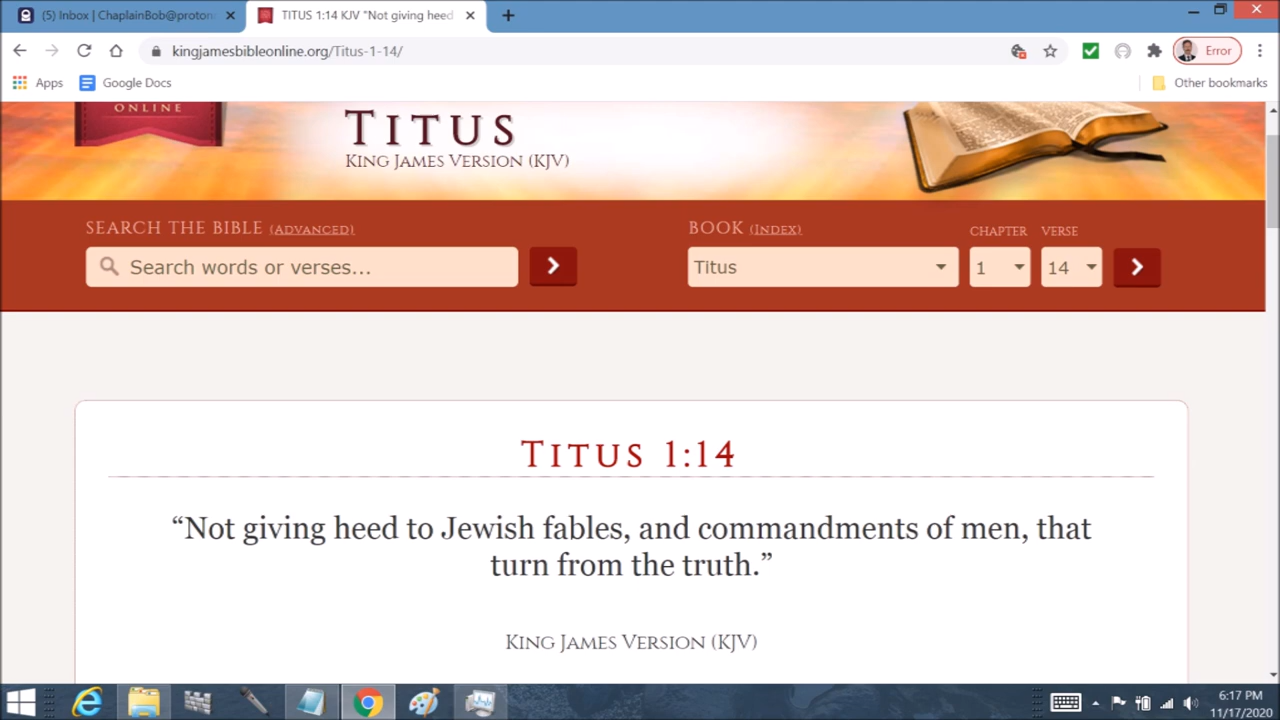 (5) Inbox | ChaplainBob@proton
TITUS 1:14 KJV "Not giving heed
kingjamesbibleonline.org/Titus-1-14/
Error
Apps
Google Docs
Other bookmarks
ONLINE
TITUS
KING JAMES VERSION (KJV)
SEARCH THE BIBLE (ADVANCED)
BOOK (INDEX)
CHAPTER
VERSE
Search words or verses...
Titus
1
14
TITUS 1:14
“Not giving heed to Jewish fables, and commandments of men, that
turn from the truth.”
KING JAMES VERSION (KJV)
6:17 PM
11/17/2020